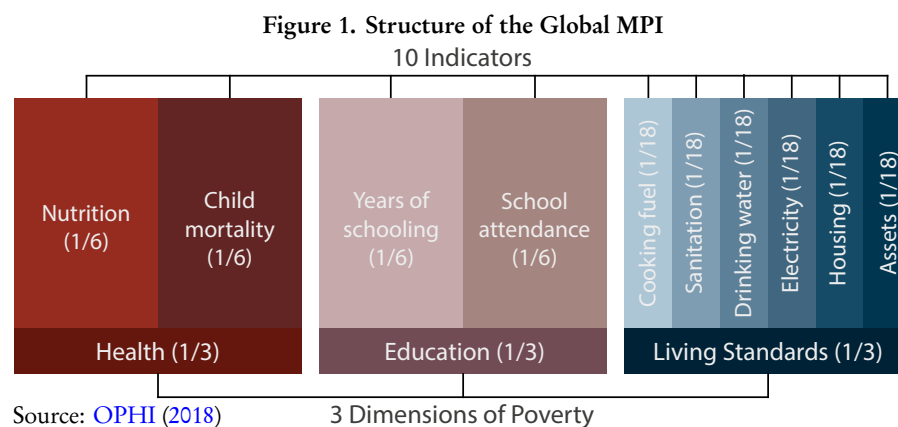 Figure 1. Structure of the Global MPI
10 Indicators
Nutrition
(1/6)
Child
mortality
(1/6)
Years of
schooling
(1/6)
School
attendance
(1/6)
Cooking fuel (1/18)
Sanitation (1/18)
Drinking water (1/18)
Electricity (1/18)
Housing (1/18)
Assets (1/18)
Health (1/3)
Education (1/3)
Living Standards (1/3)
Source: OPHI (2018)
3 Dimensions of Poverty